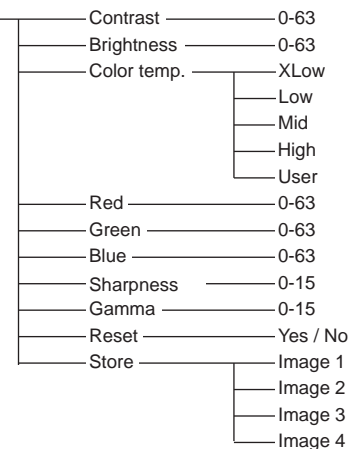 Contrast 0-63
Brightness 0-63
Color temp. XLow
Low
Mid
High
User
Red 0-63
Green 0-63
Blue 0-63
Sharpness 0-15
Gamma 0-15
Reset Yes / No
Store Image 1
Image 2
Image 3
Image 4